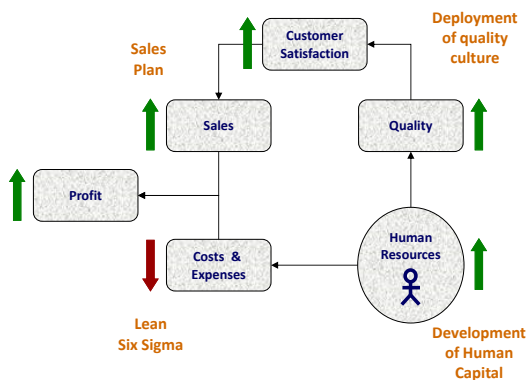 Deployment
of quality
culture
Customer
Satisfaction
Sales
Plan
Sales
Quality
Profit
Human
Resources
Costs & 
Expenses
Lean
Six Sigma
Development
of Human
Capital